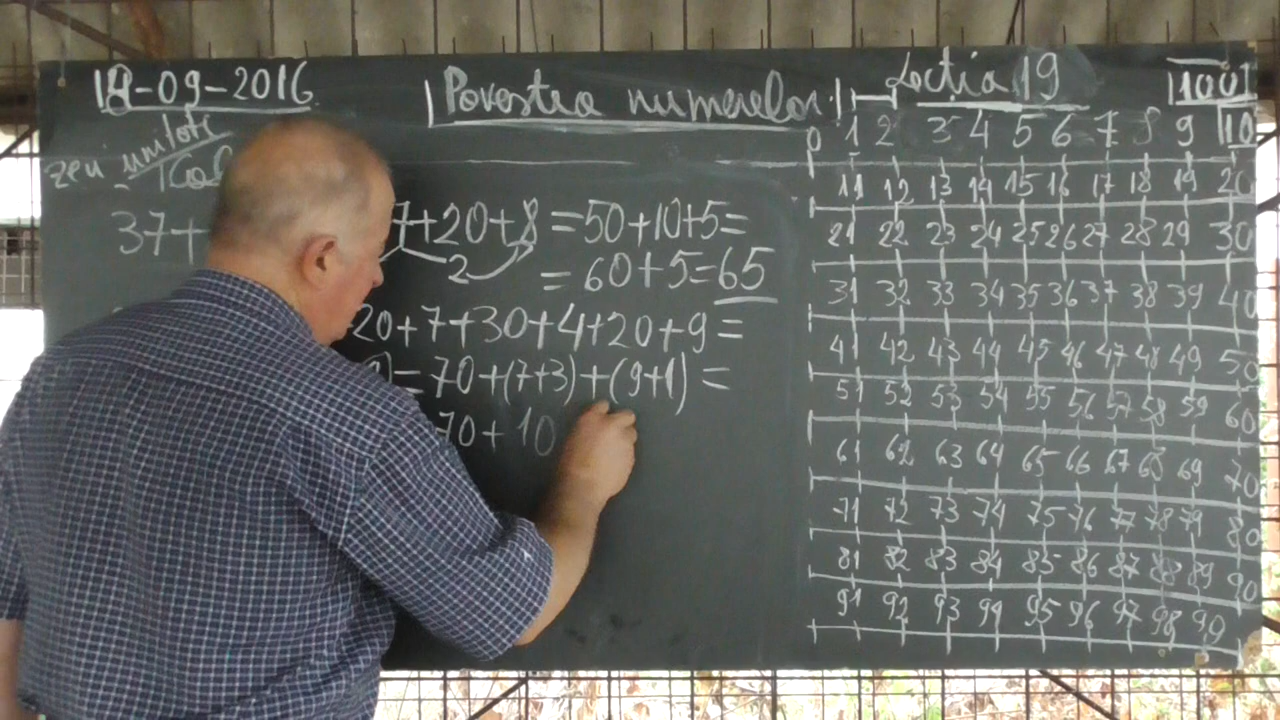 -09-2016
Povestea numerelor
Lectia 19
100
zeci unitati
0 1 2 3 4 5 6 7 8 9 10
11 12 13 14 15 16 17 18 19 20
37+
7+20+8=50+10+5=
21 22 23 24 25 26 27 28 29 30
2
=60+5=65
31 32 33 34 35 36 37 38 39 40
20+7+30+4+20+9=
41 42 43 44 45 46 47 48 49 50
=70+(7+3)+(9+1)=
51 52 53 54 55 56 57 58 59 60
70+10
61 62 63 64 65 66 67 68 69 70
71 72 73 74 75 76 77 78 79 80
81 82 83 84 85 86 87 88 89 90
91 92 93 94 95 96 97 98 99